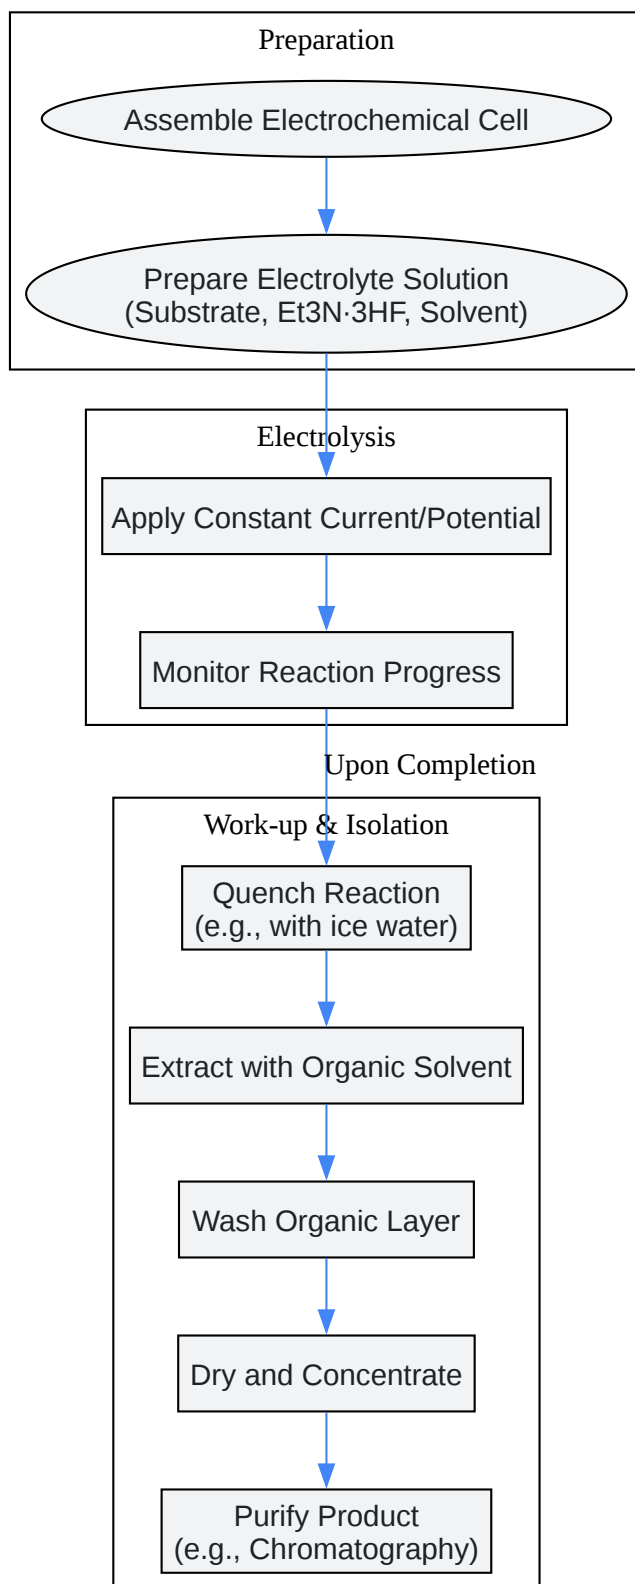 Preparation
Assemble Electrochemical Cell
Prepare Electrolyte Solution
(Substrate, Et3N·3HF, Solvent)
Electrolysis
Apply Constant Current/Potential
Monitor Reaction Progress
Upon Completion
Work-up & Isolation
Quench Reaction
(e.g., with ice water)
Extract with Organic Solvent
Wash Organic Layer
Dry and Concentrate
Purify Product
(e.g., Chromatography)